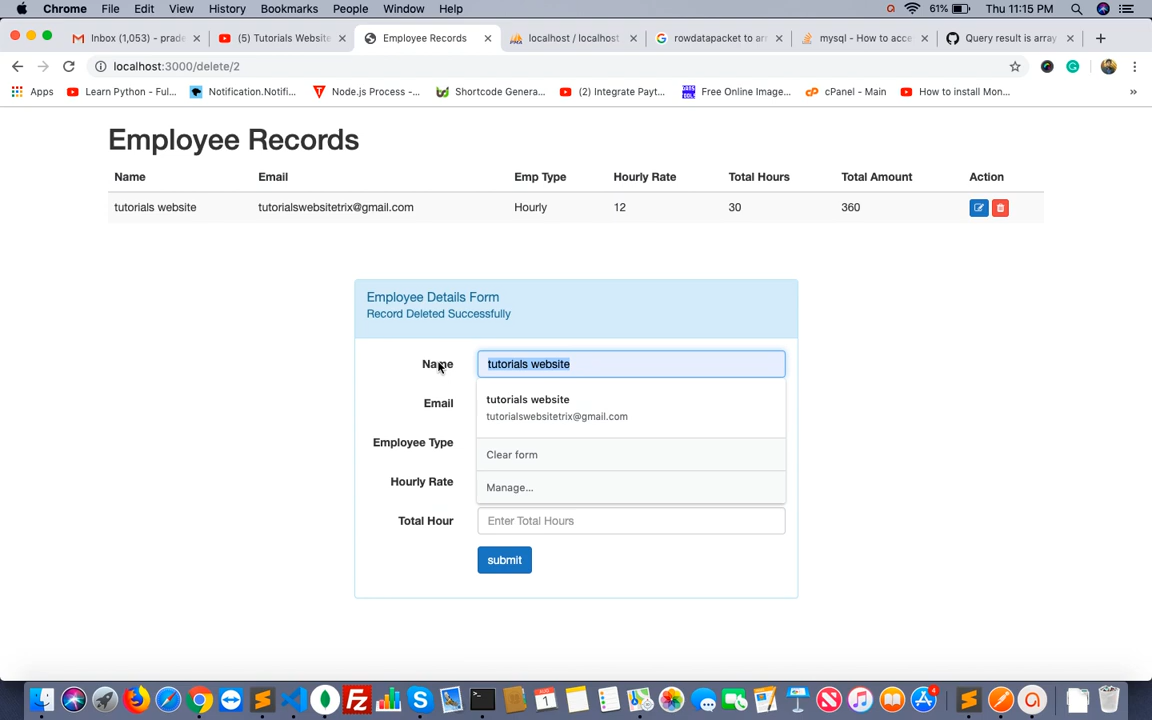 Chrome File Edit View History Bookmarks People Window Help 61% Thu 11:15 PM
Inbox (1,053) - prade (5) Tutorials Website Employee Records localhost / localhost rowdatapacket to arr mysql - How to acce Query result is array
localhost:3000/delete/2
Apps Learn Python - Ful... Notification.Notifi... Node.js Process -... Shortcode Genera... (2) Integrate Payt... Free Online Image... cPanel - Main How to install Mon... »
Employee Records
Name Email Emp Type Hourly Rate Total Hours Total Amount Action
tutorials website tutorialswebsitetrix@gmail.com Hourly 12 30 360
Employee Details Form
Record Deleted Successfully
Name tutorials website
tutorials website
Email tutorialswebsitetrix@gmail.com
Employee Type
Clear form
Hourly Rate Manage...
Total Hour Enter Total Hours
submit